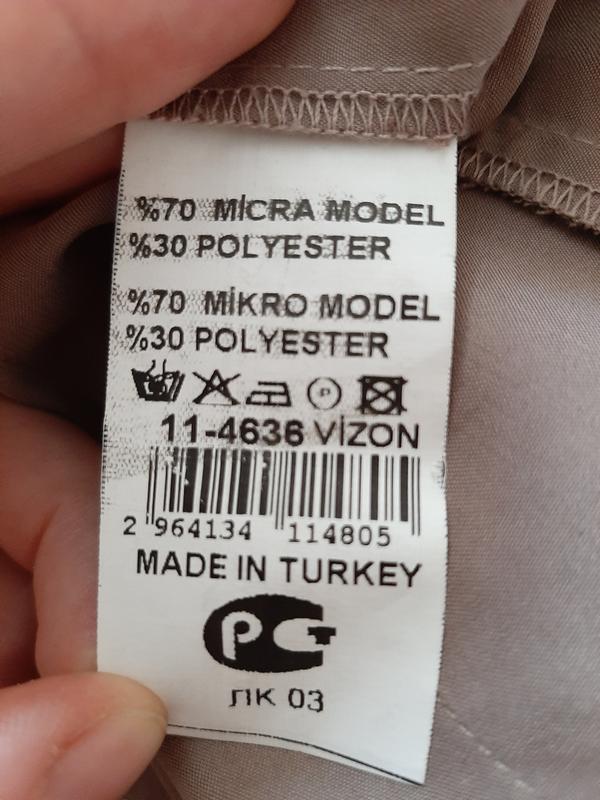 %70 MİCRA MODEL
%30 POLYESTER
%70 MİKRO MODEL
%30 POLYESTER
P
11-4636 VİZON
2 964134 114805
MADE IN TURKEY
PCT
ЛК 03